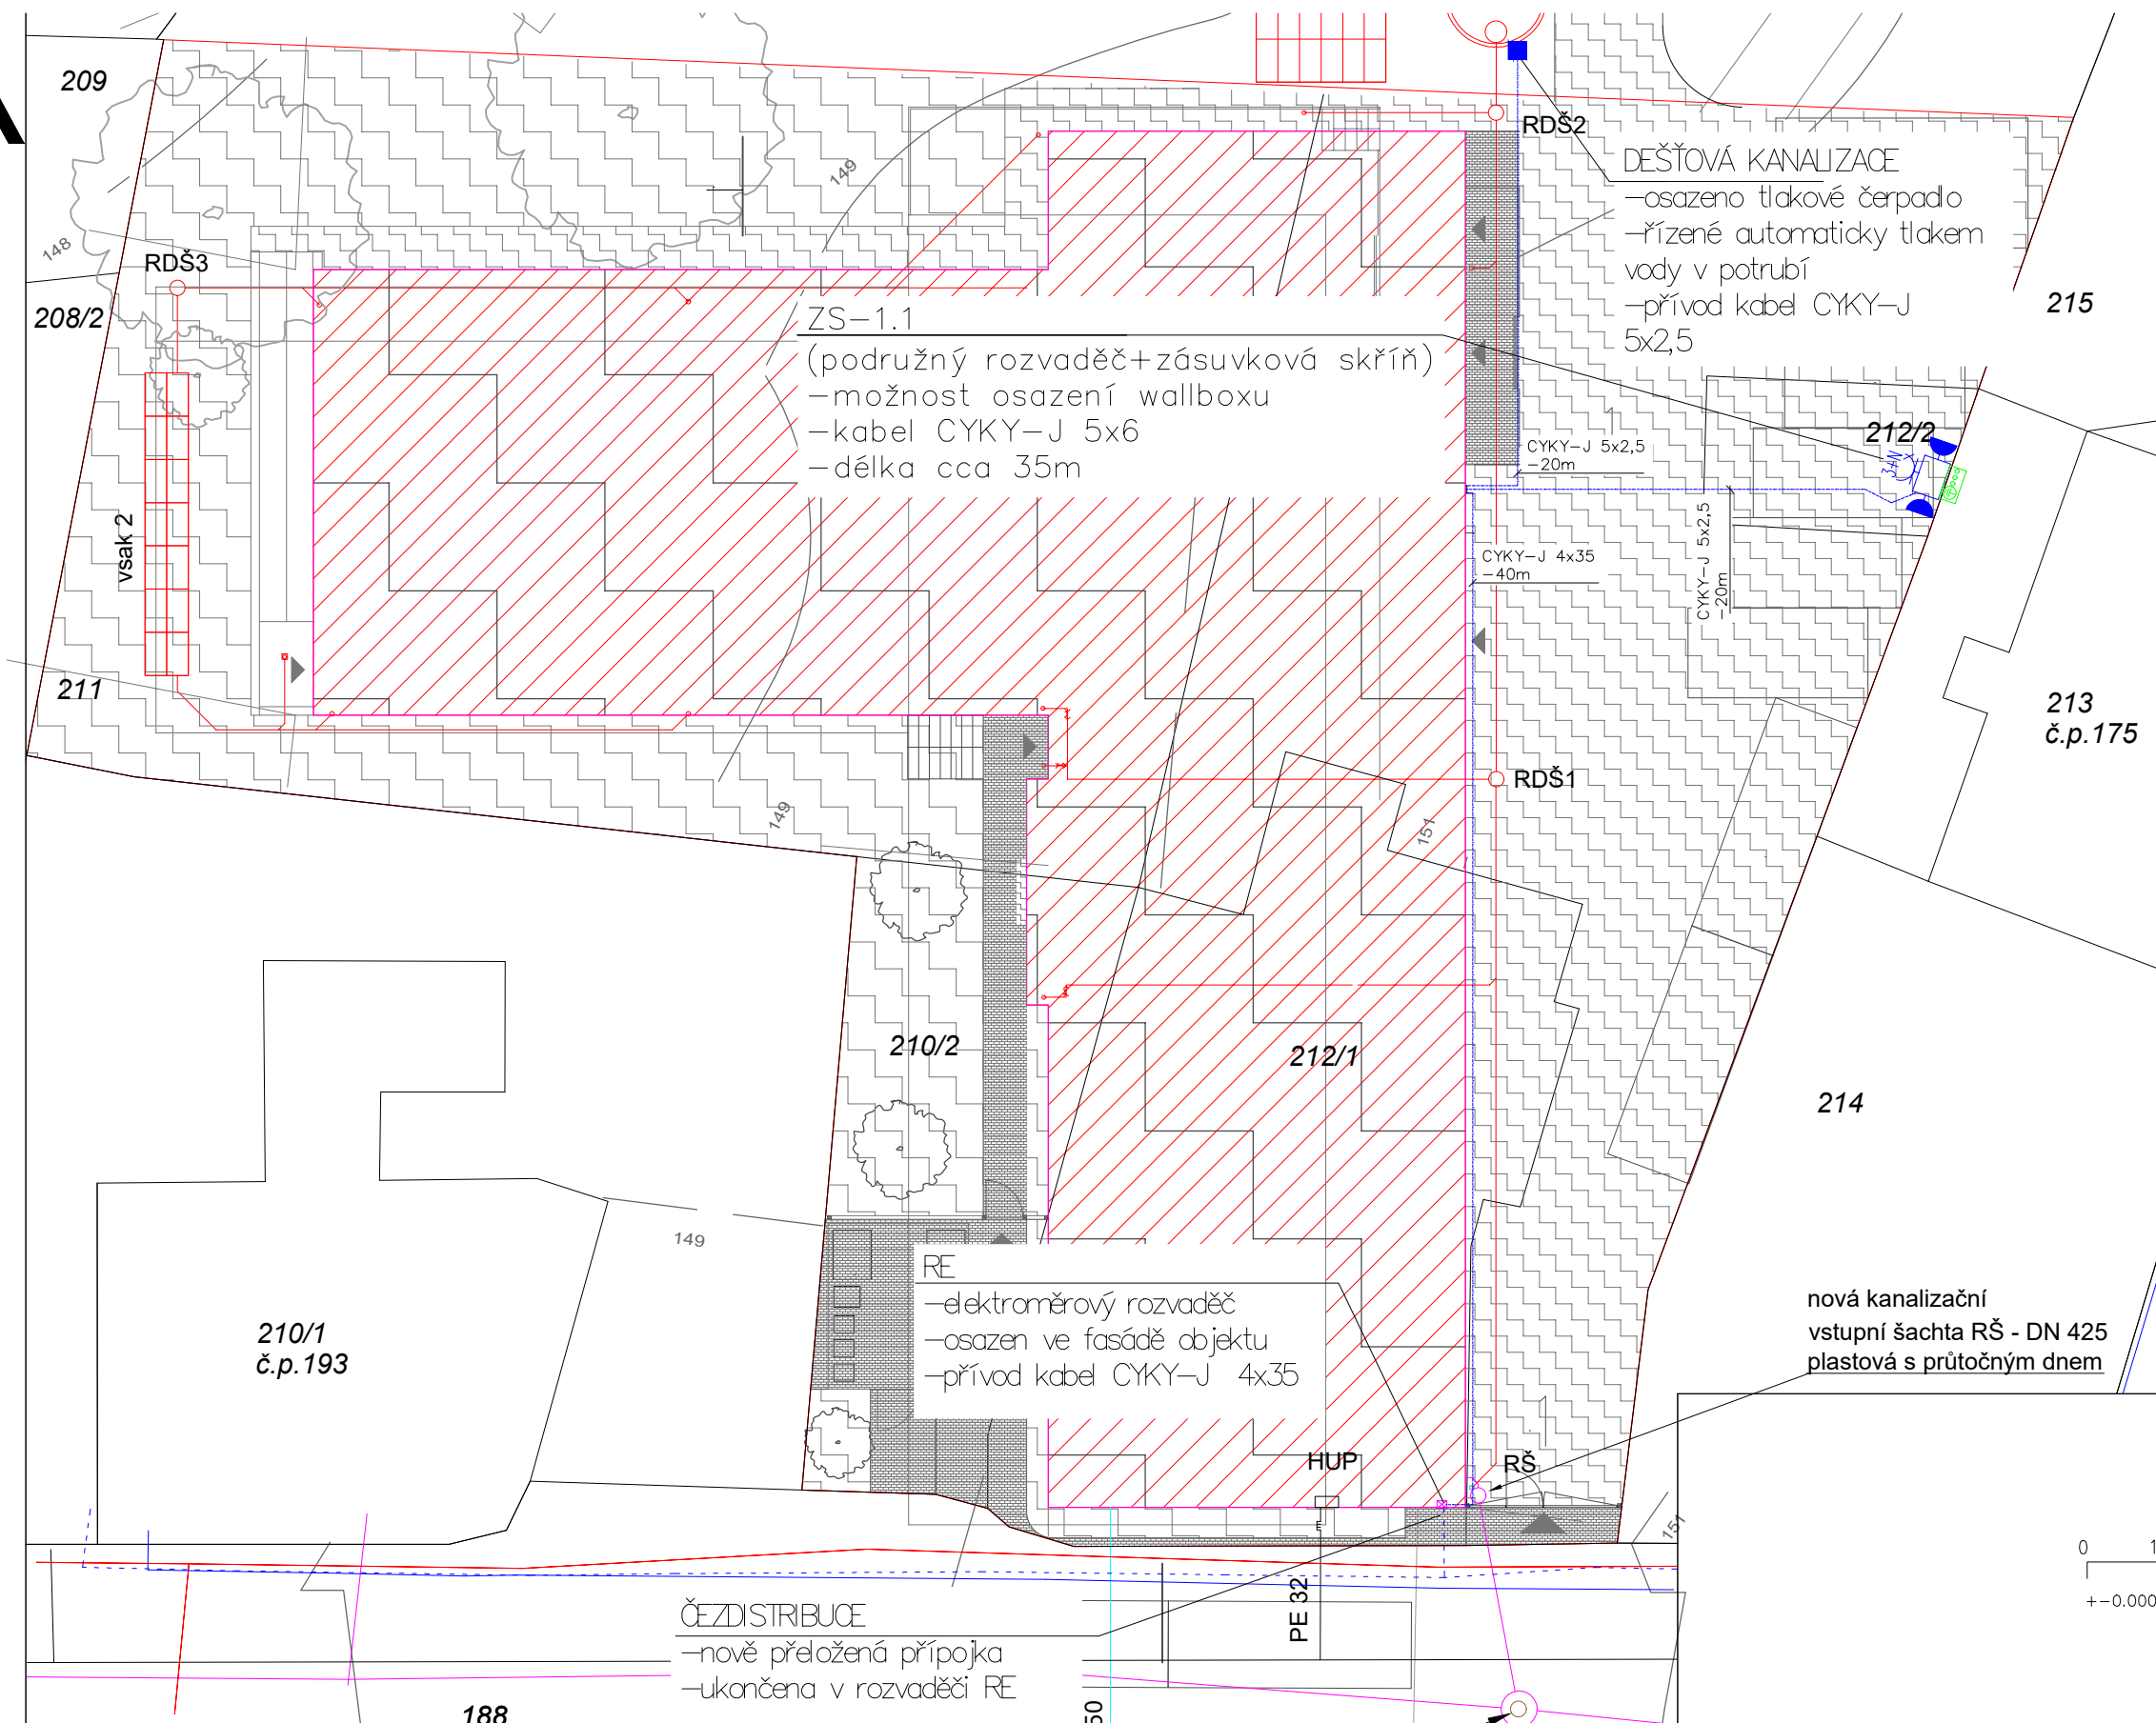 209
RDŠ2
DEŠŤOVÁ KANALIZACE
-osazeno tlakové čerpadlo
-řízené automaticky tlakem
vody v potrubí
-přívod kabel CYKY-J
5x2,5
149
148
RDŠ3
208/2
215
ZS-1.1
(podružný rozvaděč+zásuvková skříň)
-možnost osazení wallboxu
-kabel CYKY-J 5x6
-délka cca 35m
212/2
CYKY-J 5x2,5
-20m
3+N
vsak 2
CYKY-J 5x2,5
-20m
CYKY-J 4x35
-40m
211
213
č.p.175
RDŠ1
149
151
210/2
212/1
214
149
RE
-elektroměrový rozvaděč
-osazen ve fasádě objektu
-přívod kabel CYKY-J 4x35
nová kanalizační
vstupní šachta RŠ - DN 425
plastová s průtočným dnem
210/1
č.p.193
HUP
RŠ
151
0
1
+-0.000
PE 32
ČEZDISTRIBUCE
-nově přeložená přípojka
-ukončena v rozvaděči RE
188
50